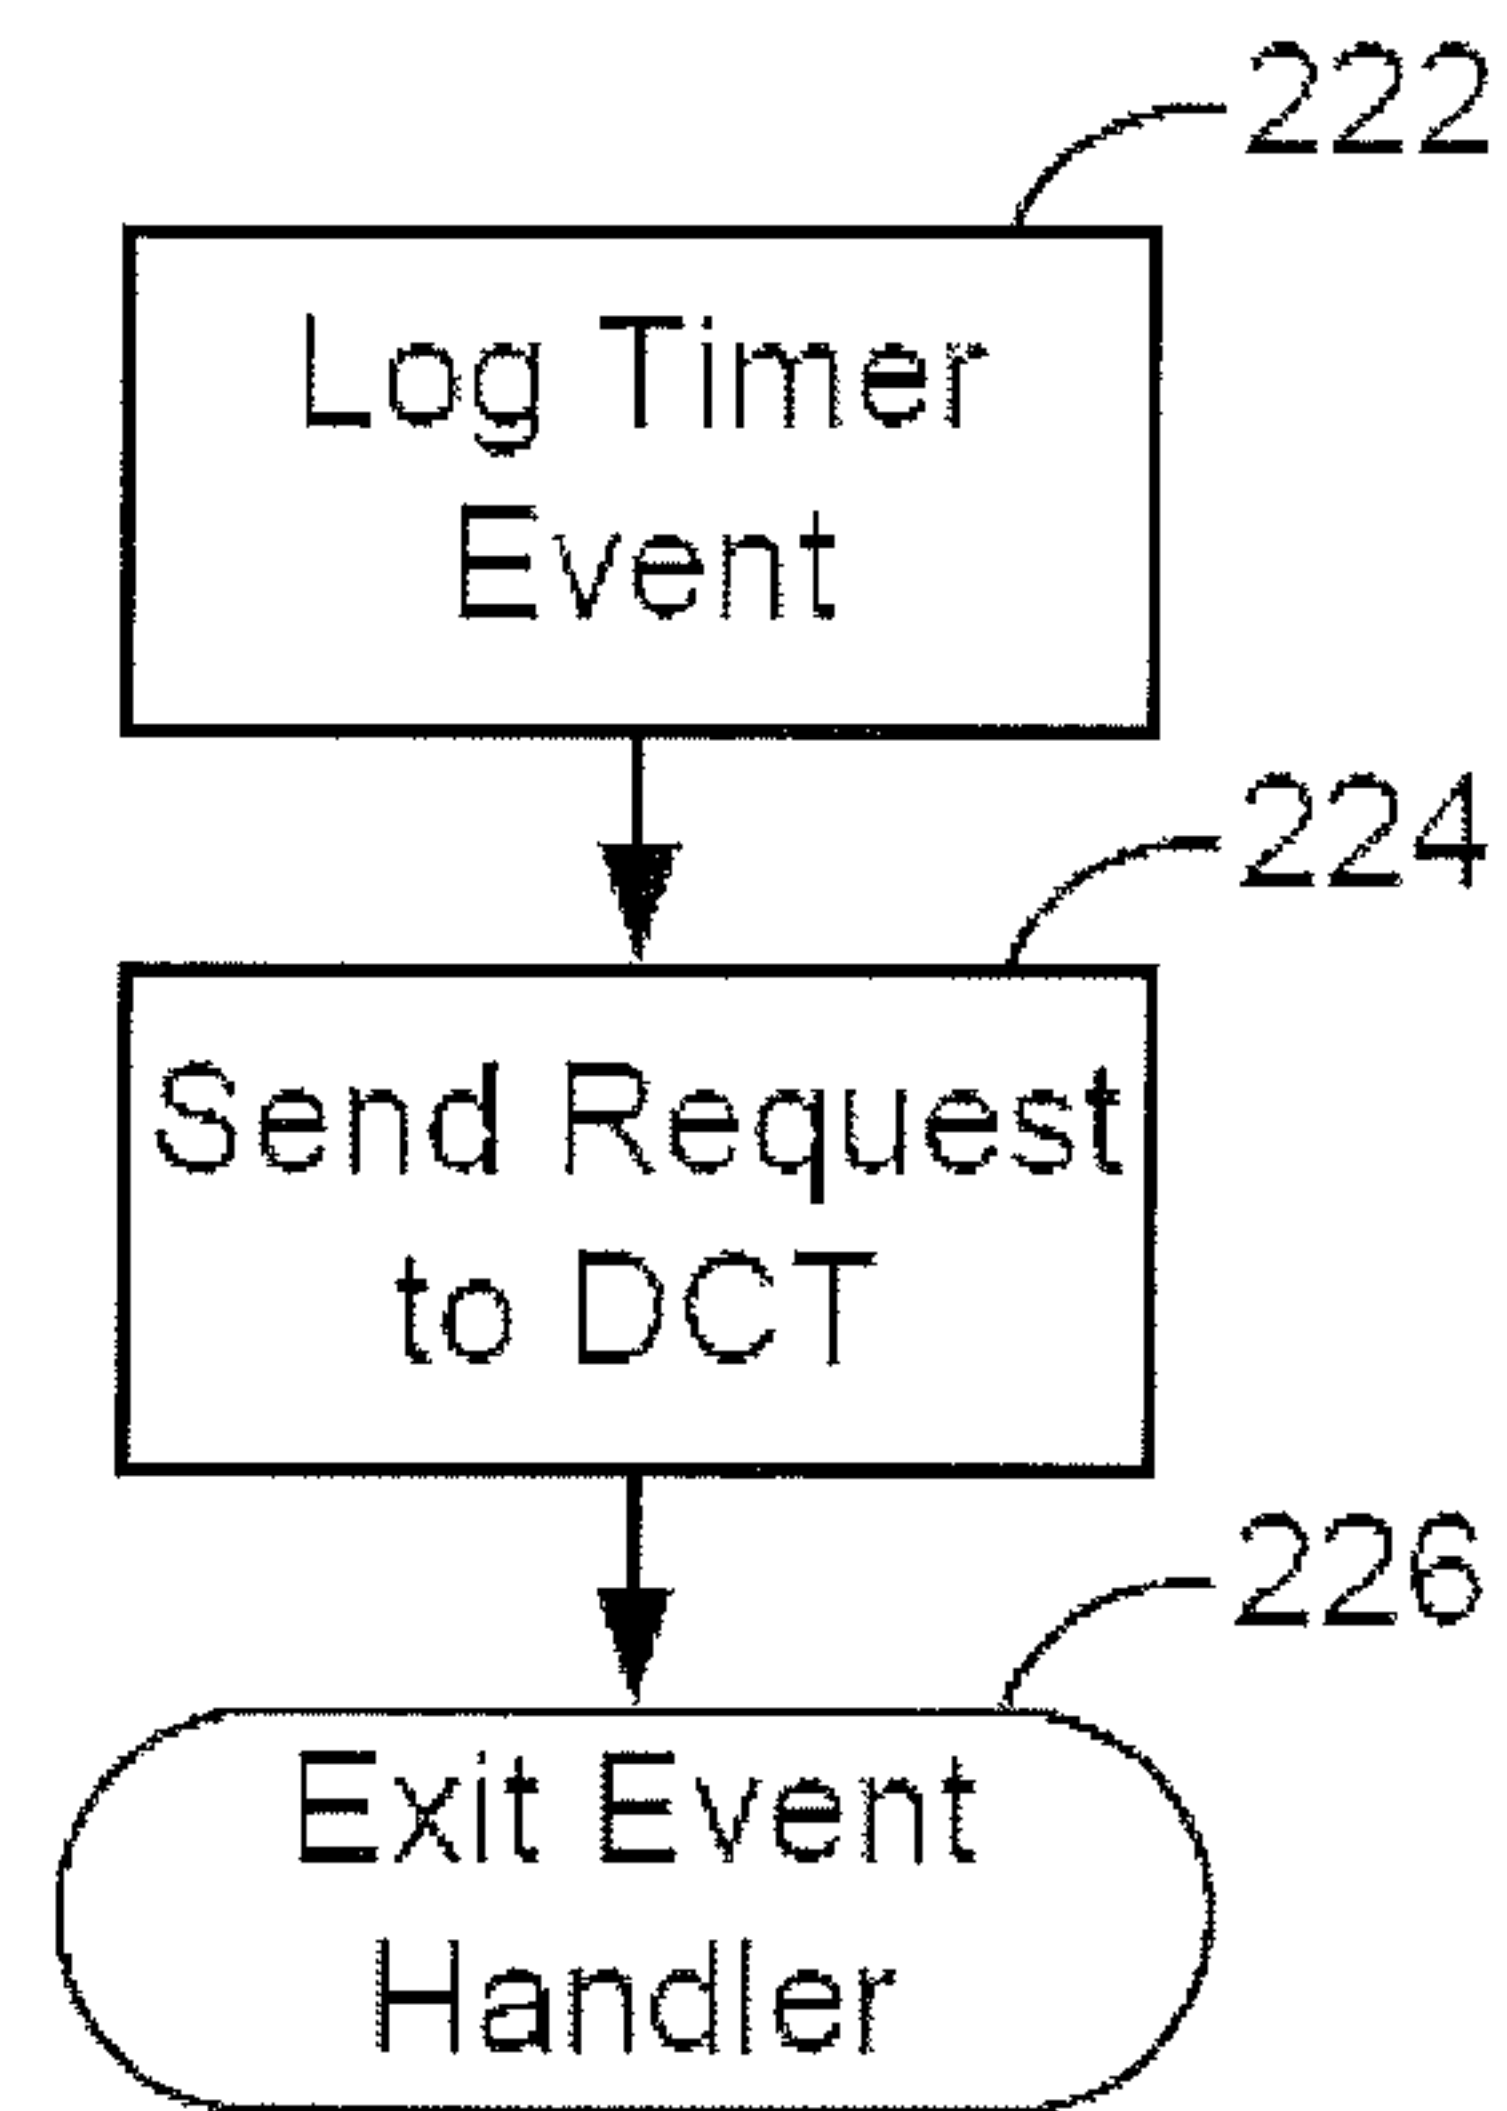 222
Log Timer
Event
224
Send Request
to DCT
226
Exit Event
Handler